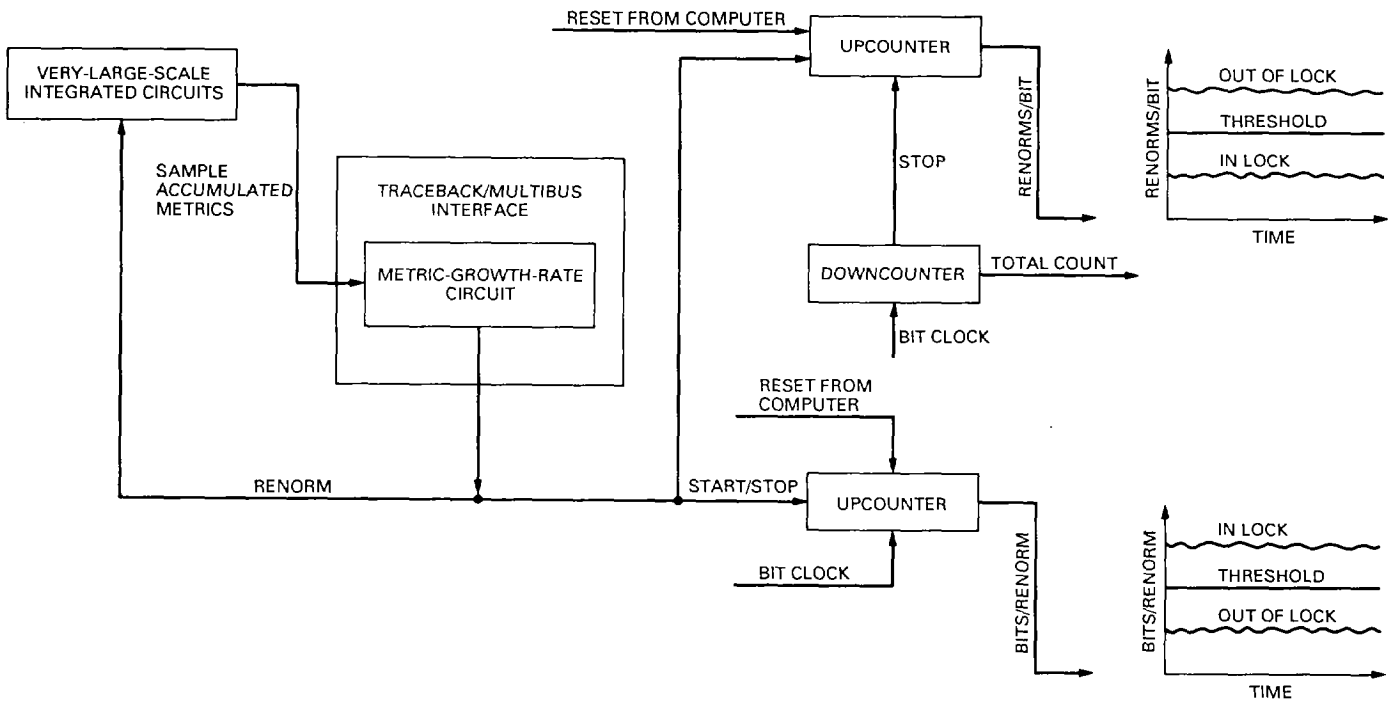 RESET FROM COMPUTER
UPCOUNTER
VERY-LARGE-SCALE
INTEGRATED CIRCUITS
SAMPLE
ACCUMULATED
METRICS
TRACEBACK/MULTIBUS
INTERFACE
METRIC-GROWTH-RATE
CIRCUIT
STOP
RENORMS/BIT
RENORMS/BIT
OUT OF LOCK
THRESHOLD
IN LOCK
TIME
DOWNCOUNTER
TOTAL COUNT
BIT CLOCK
RESET FROM
COMPUTER
RENORM
START/STOP
UPCOUNTER
BIT CLOCK
BITS/RENORM
BITS/RENORM
IN LOCK
THRESHOLD
OUT OF LOCK
TIME